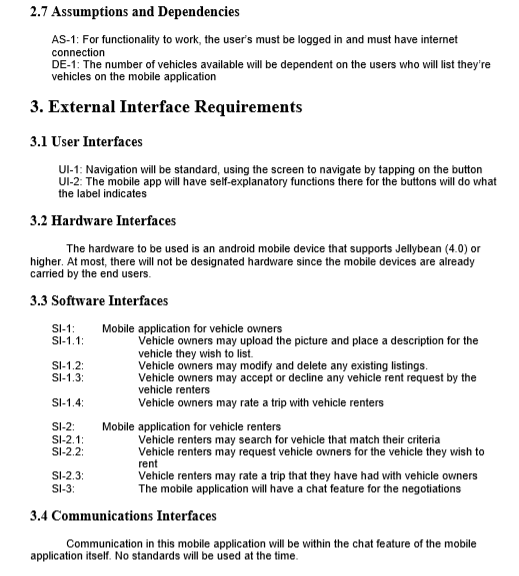 2.7 Assumptions and Dependencies
AS-1: For functionality to work, the user's must be logged in and must have internet
connection
DE-1: The number of vehicles available will be dependent on the users who will list they're
vehicles on the mobile application
3. External Interface Requirements
3.1 User Interfaces
UI-1: Navigation will be standard, using the screen to navigate by tapping on the button
UI-2: The mobile app will have self-explanatory functions there for the buttons will do what
the label indicates
3.2 Hardware Interfaces
The hardware to be used is an android mobile device that supports Jellybean (4.0) or
higher. At most, there will not be designated hardware since the mobile devices are already
carried by the end users.
3.3 Software Interfaces
SI-1: Mobile application for vehicle owners
SI-1.1: Vehicle owners may upload the picture and place a description for the
vehicle they wish to list.
SI-1.2: Vehicle owners may modify and delete any existing listings.
SI-1.3: Vehicle owners may accept or decline any vehicle rent request by the
vehicle renters
SI-1.4: Vehicle owners may rate a trip with vehicle renters
SI-2: Mobile application for vehicle renters
SI-2.1: Vehicle renters may search for vehicle that match their criteria
SI-2.2: Vehicle renters may request vehicle owners for the vehicle they wish to
rent
SI-2.3: Vehicle renters may rate a trip that they have had with vehicle owners
SI-3: The mobile application will have a chat feature for the negotiations
3.4 Communications Interfaces
Communication in this mobile application will be within the chat feature of the mobile
application itself. No standards will be used at the time.